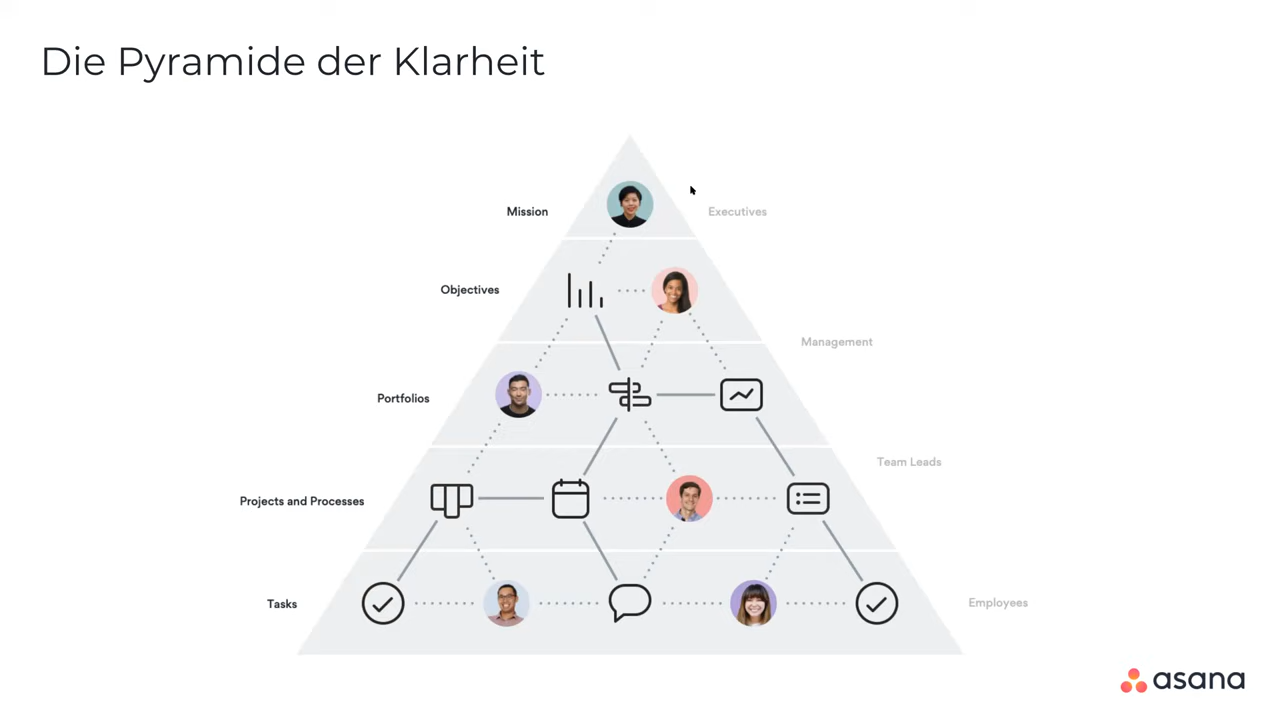 Die Pyramide der Klarheit
Mission
Executives
Objectives
Management
Portfolios
Team Leads
Projects and Processes
Tasks
Employees
asana